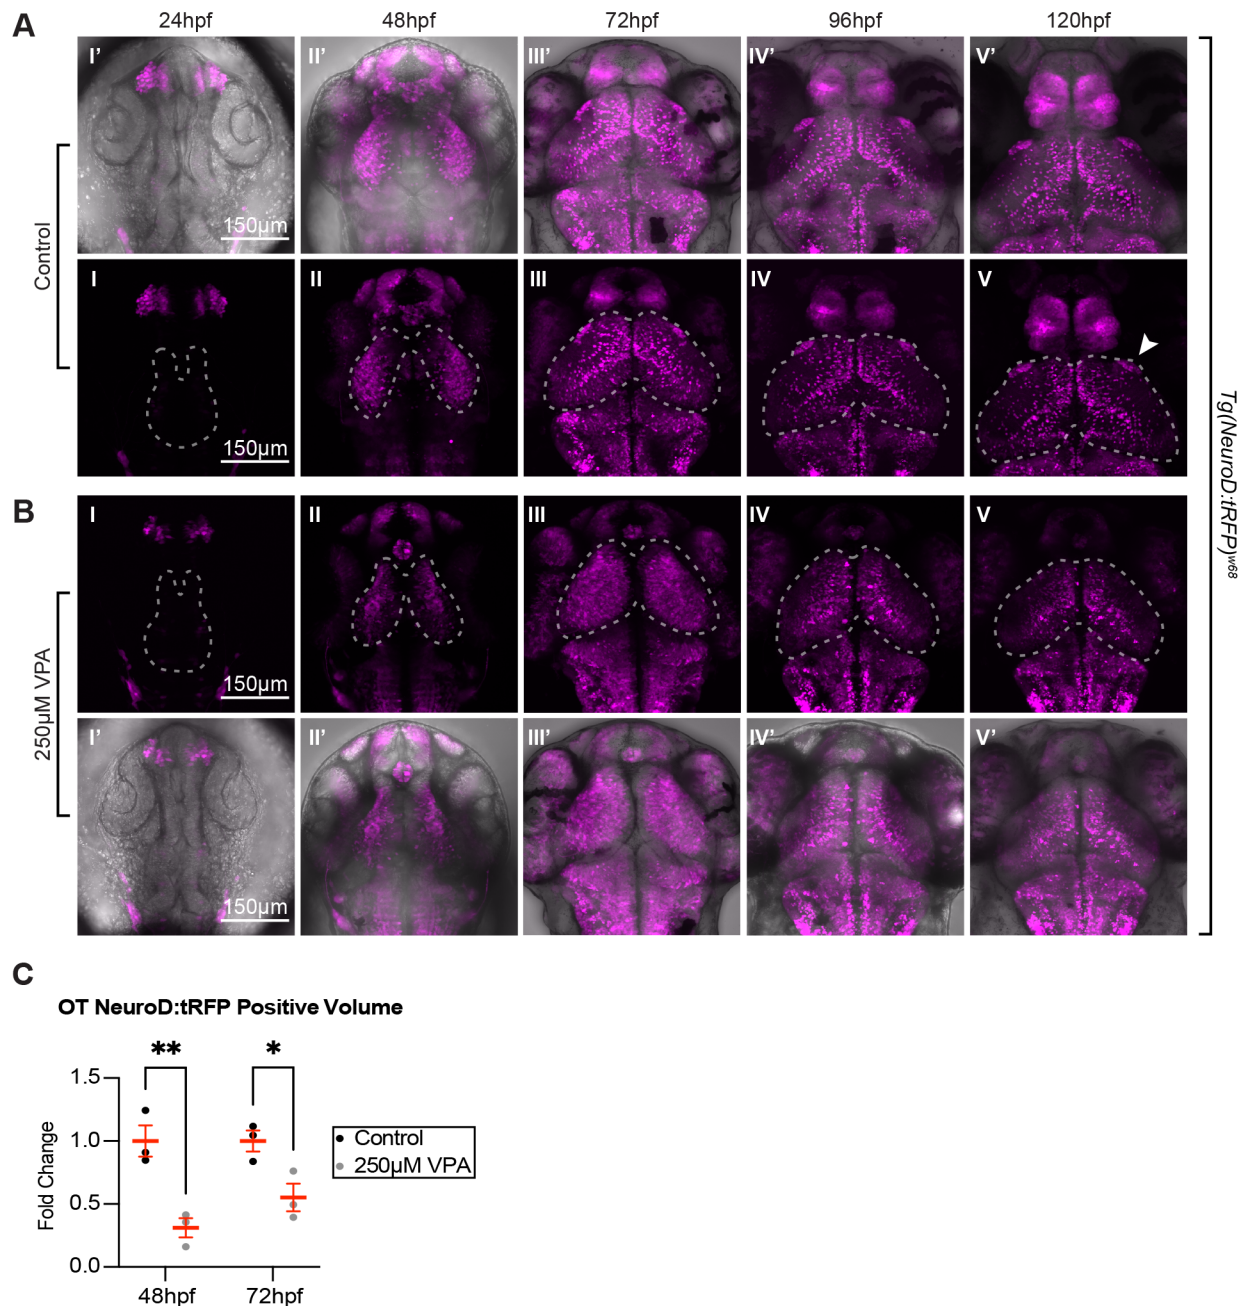 A
24hpf 48hpf 72hpf 96hpf 120hpf
I’ II’ III’ IV’ V’
150µm
Control
I II III IV V
150µm
Tg(NeuroD:tRFP)w68
B
I II III IV V
150µm
250µM VPA
I’ II’ III’ IV’ V’
150µm
C
OT NeuroD:tRFP Positive Volume
** *
1.5
1.0
0.5
0.0
Fold Change
Control
250µM VPA
48hpf 72hpf